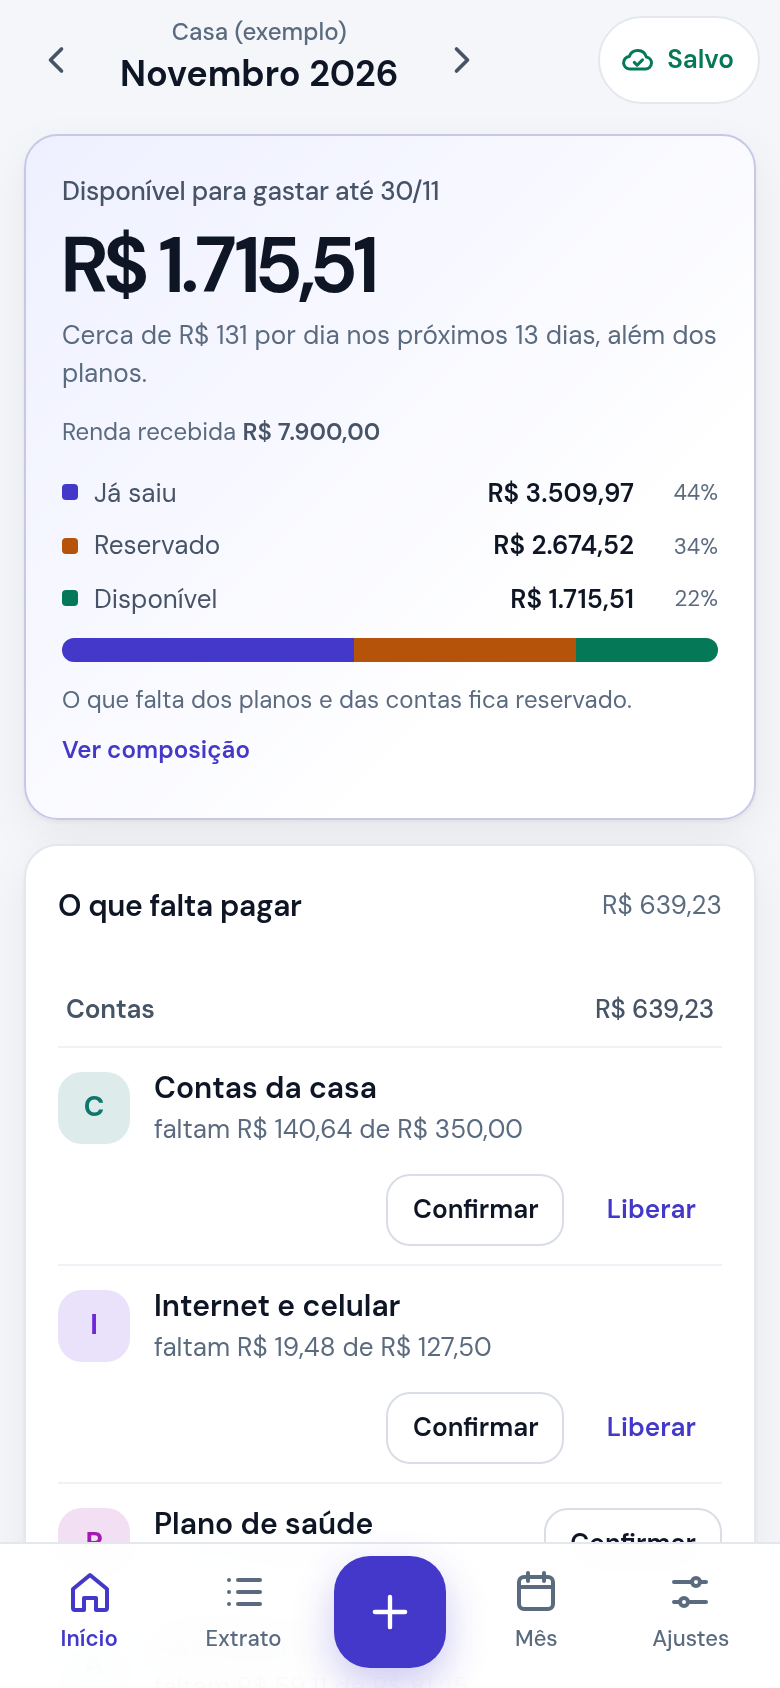 Casa (exemplo)
Novembro 2026
Salvo
Disponível para gastar até 30/11
R$ 1.715,51
Cerca de R$ 131 por dia nos próximos 13 dias, além dos
planos.
Renda recebida R$ 7.900,00
Já saiu R$ 3.509,97 44%
Reservado R$ 2.674,52 34%
Disponível R$ 1.715,51 22%
O que falta dos planos e das contas fica reservado.
Ver composição
O que falta pagar R$ 639,23
Contas R$ 639,23
C Contas da casa
faltam R$ 140,64 de R$ 350,00
Confirmar Liberar
I Internet e celular
faltam R$ 19,48 de R$ 127,50
Confirmar Liberar
Plano de saúde Confirmar
Início Extrato Mês Ajustes